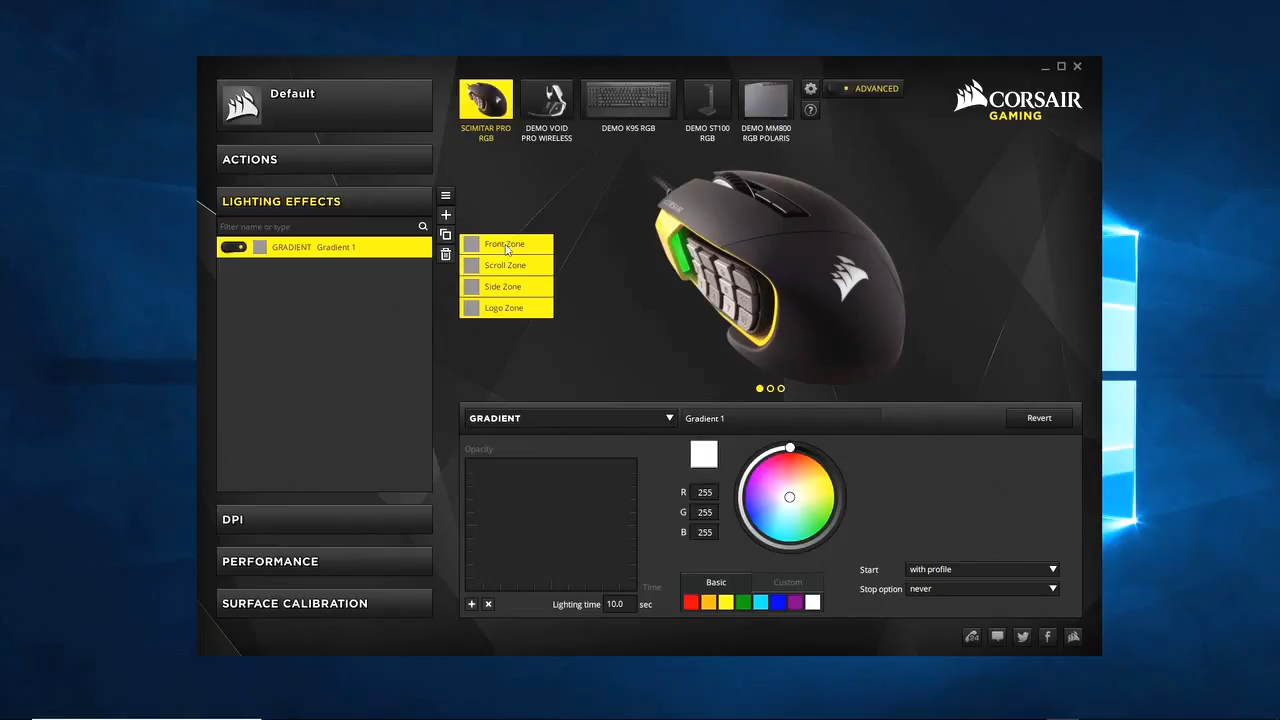 Default
ACTIONS
LIGHTING EFFECTS
Filter name or type
GRADIENT Gradient 1
DPI
PERFORMANCE
SURFACE CALIBRATION
SCIMITAR PRO
RGB
DEMO VOID
PRO WIRELESS
DEMO K95 RGB
DEMO ST100
RGB
DEMO MM800
RGB POLARIS
?
ADVANCED
CORSAIR
GAMING
Front Zone
Scroll Zone
Side Zone
Logo Zone
CORSAIR
GRADIENT
Gradient 1
Revert
Opacity
Time
Lighting time 10.0 sec
R 255
G 255
B 255
Basic
Custom
Start with profile
Stop option never
24